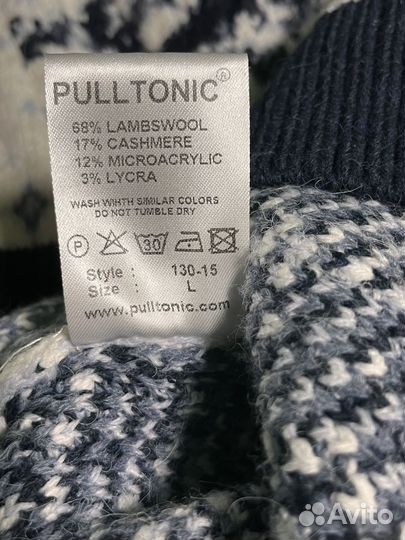 PULLTONIC®
68% LAMBSWOOL
17% CASHMERE
12% MICROACRYLIC
3% LYCRA
WASH WIHTH SIMILAR COLORS
DO NOT TUMBLE DRY
P 30
Style : 130-15
Size : L
www.pulltonic.com
Avito